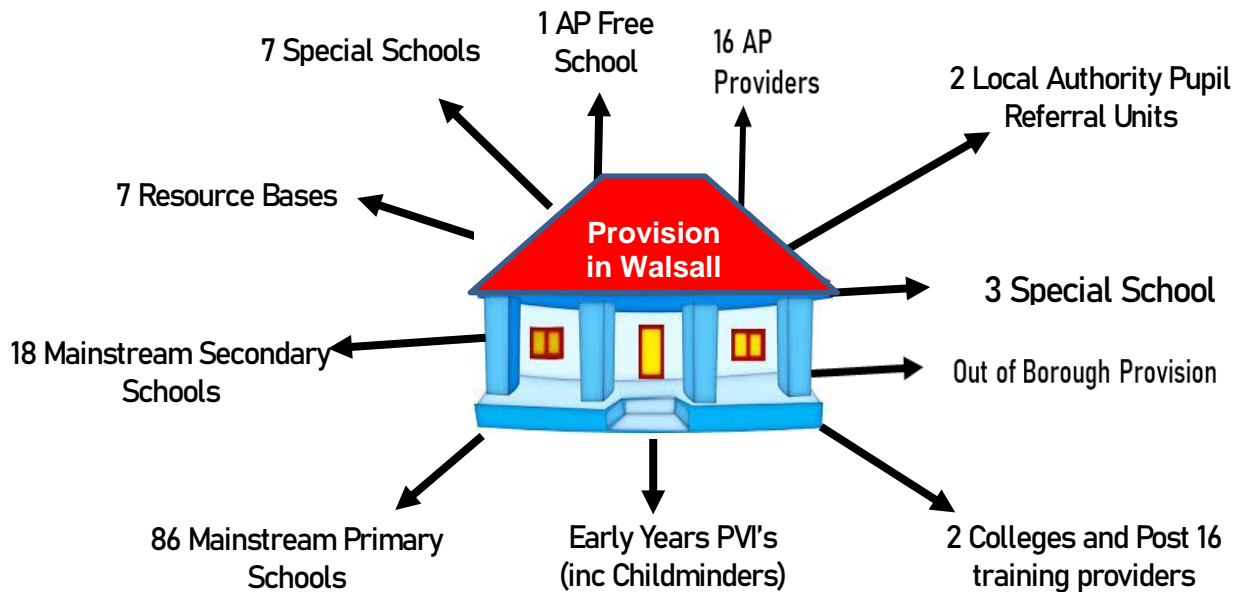 1 AP Free
School
16 AP
Providers
7 Special Schools
2 Local Authority Pupil
Referral Units
7 Resource Bases
Provision
in Walsall
3 Special School
18 Mainstream Secondary
Schools
Out of Borough Provision
86 Mainstream Primary
Schools
Early Years PVI's
(inc Childminders)
2 Colleges and Post 16
training providers